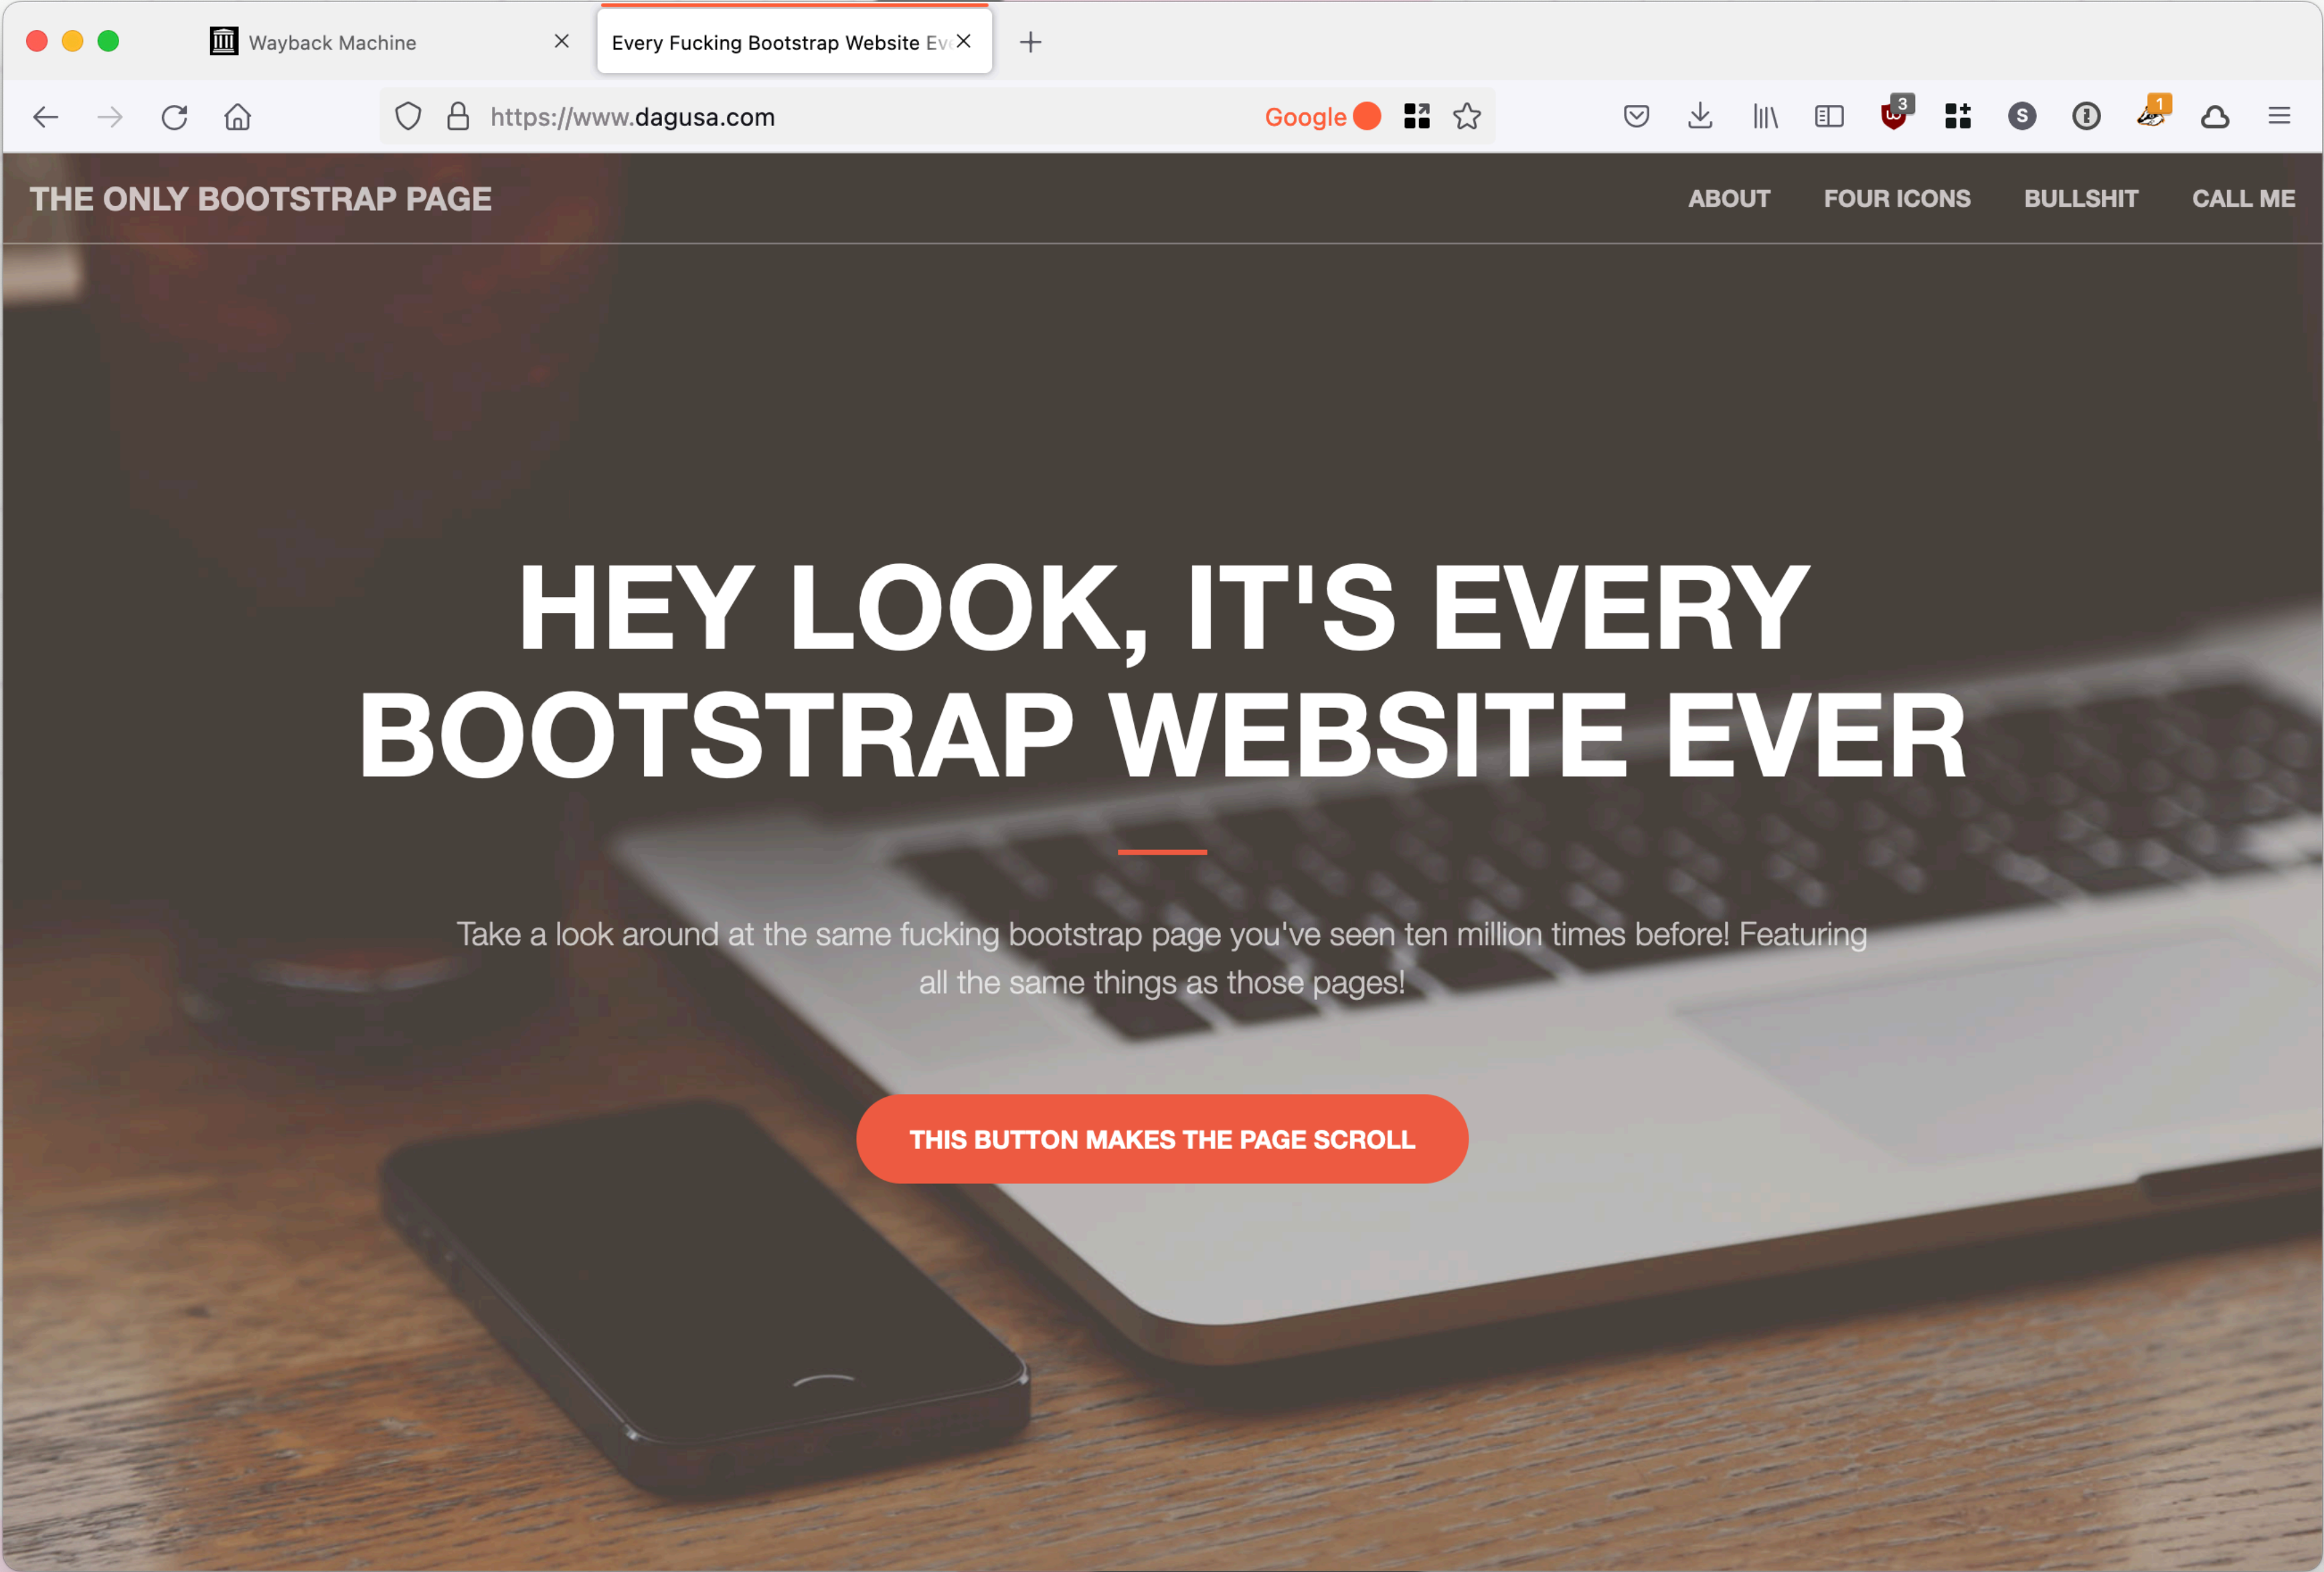 Wayback Machine
Every Fucking Bootstrap Website Eve
https://www.dagusa.com
Google
3
S
1
THE ONLY BOOTSTRAP PAGE
ABOUT
FOUR ICONS
BULLSHIT
CALL ME
HEY LOOK, IT'S EVERY
BOOTSTRAP WEBSITE EVER
Take a look around at the same fucking bootstrap page you've seen ten million times before! Featuring
all the same things as those pages!
THIS BUTTON MAKES THE PAGE SCROLL